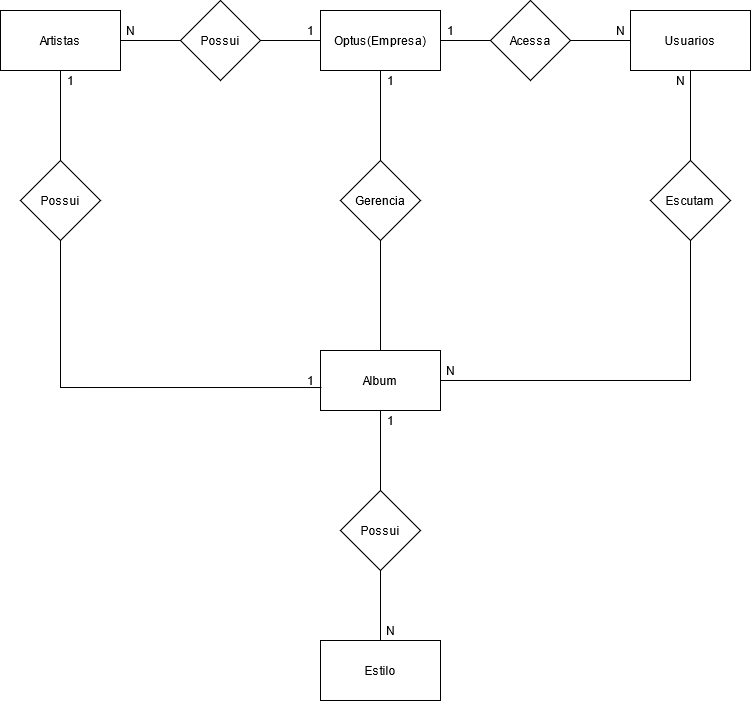 Artistas N Possui 1 Optus(Empresa) 1 Acessa N Usuarios
1 1 N
Possui Gerencia Escutam
1 Album N
1
Possui
N
Estilo